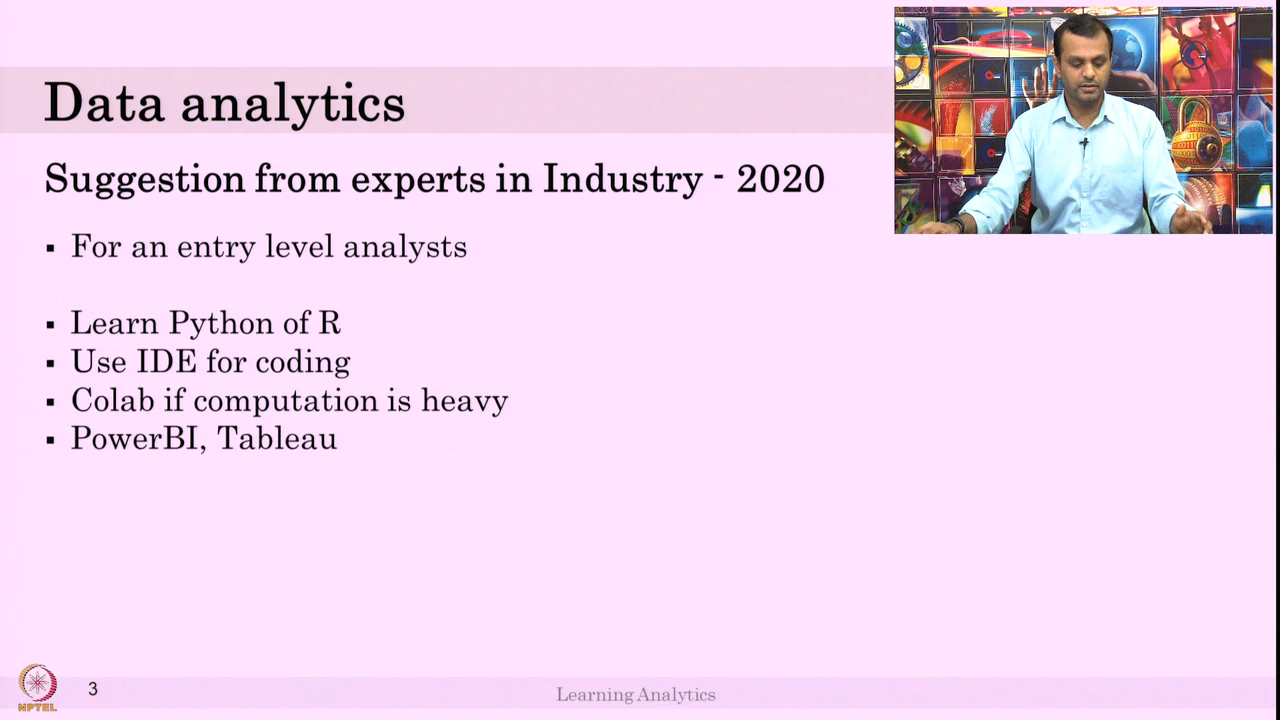 Data analytics
Suggestion from experts in Industry - 2020
▪ For an entry level analysts
▪ Learn Python of R
▪ Use IDE for coding
▪ Colab if computation is heavy
▪ PowerBI, Tableau
NPTEL
3
Learning Analytics